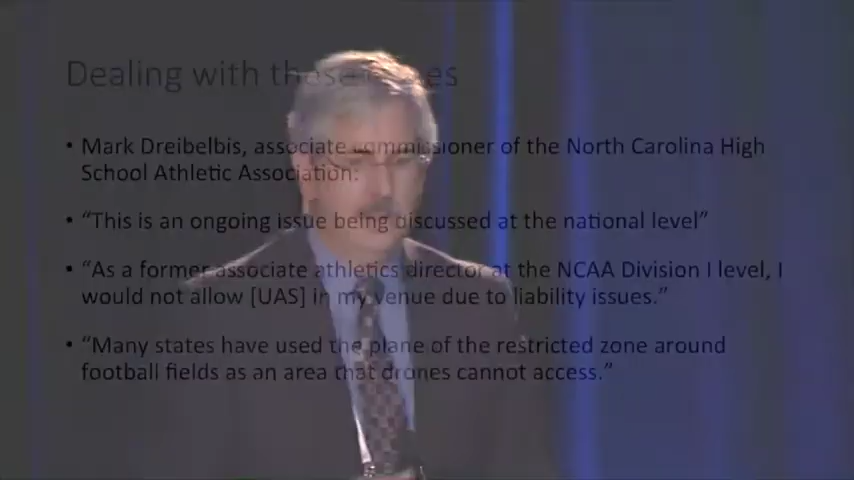 Dealing with those
• Mark Dreibelbis, associate commissioner of the North Carolina High
School Athletic Association:
• “This is an ongoing issue being discussed at the national level”
• “As a former associate athletics director at the NCAA Division I level, I
would not allow [UAS] in my venue due to liability issues.”
• “Many states have used the plane of the restricted zone around
football fields as an area that drones cannot access.”